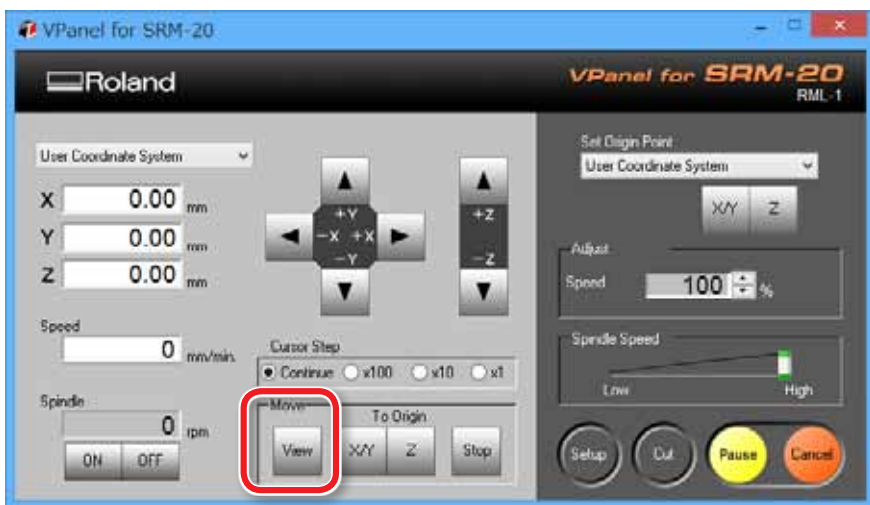 VPanel for SRM-20
Roland
VPanel for SRM-20
RML-1
User Coordinate System
X 0.00 mm
Y 0.00 mm
Z 0.00 mm
Speed
0 mm/min.
Spindle
0 rpm
ON OFF
+Y
-X +X
-Y
+Z
-Z
Cursor Step
Continue x100 x10 x1
Move
To Origin
View X/Y Z Stop
Set Origin Point
User Coordinate System
X/Y Z
Adjust
Speed 100 %
Spindle Speed
Low High
Setup Cut Pause Cancel